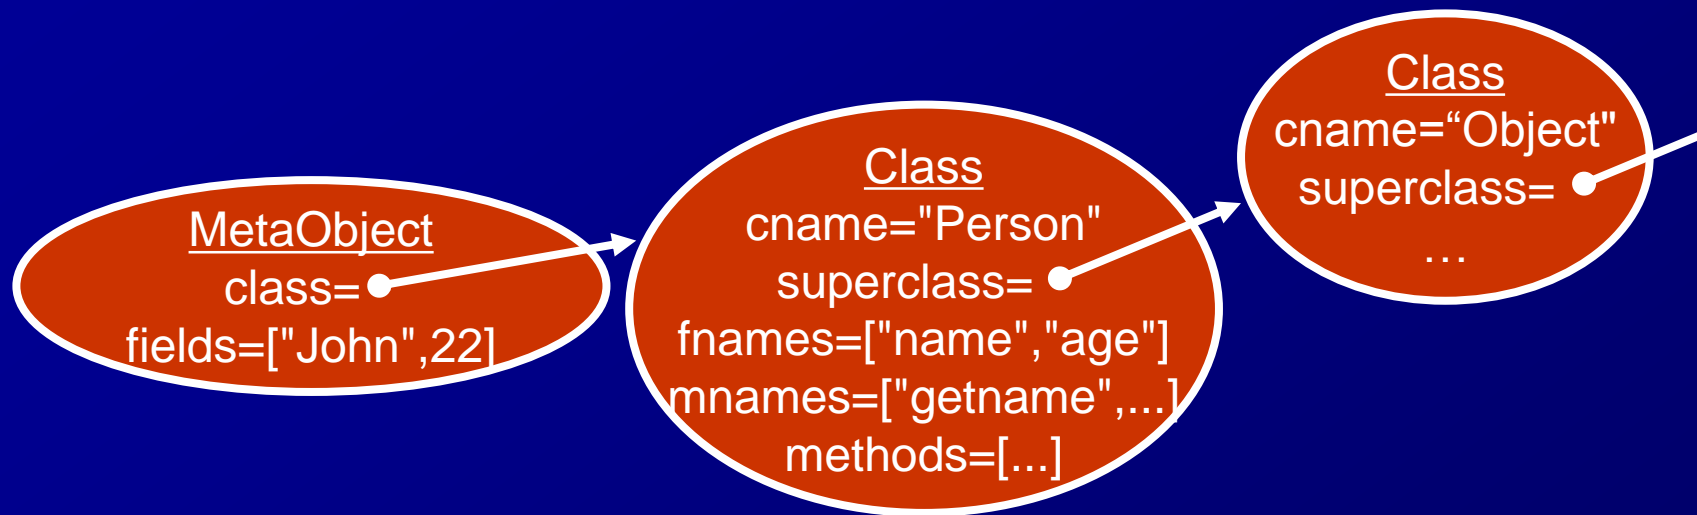 MetaObject
class=
fields=["John",22]
Class
cname="Person"
superclass=
fnames=["name","age"]
mnames=["getname",...]
methods=[...]
Class
cname=“Object"
superclass=
…